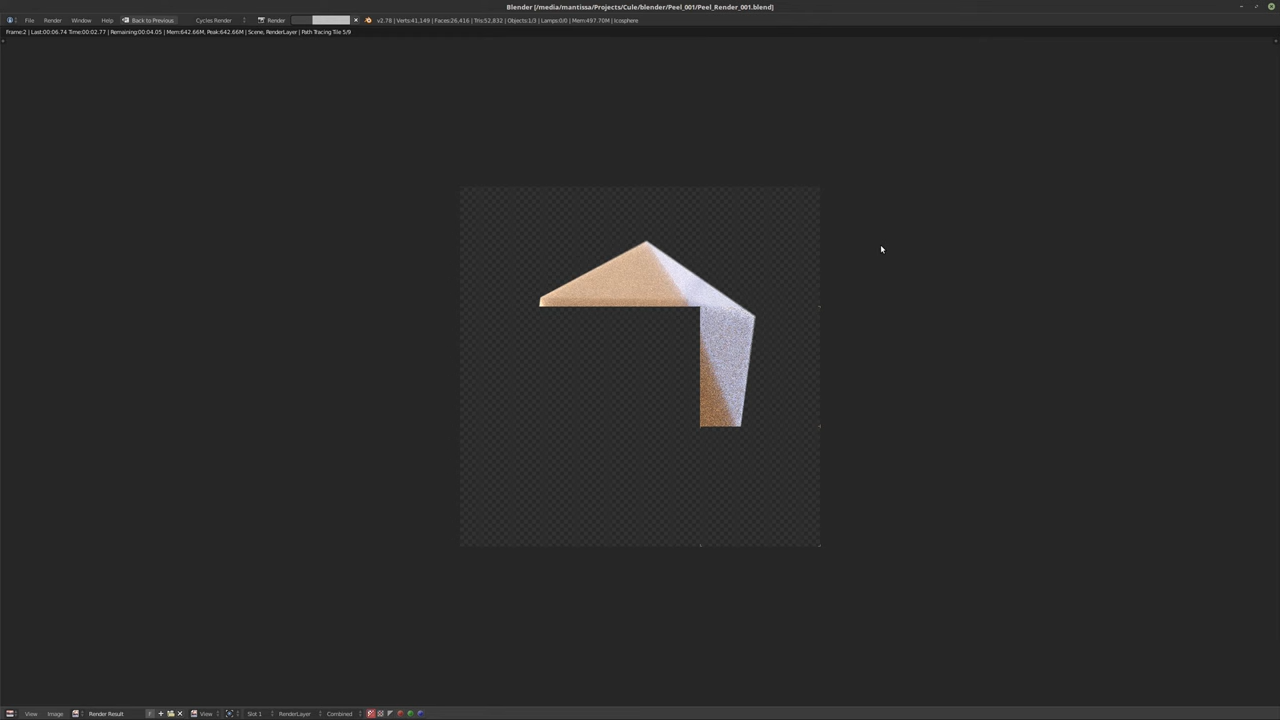 Blender [/media/mantissa/Projects/Cule/blender/Peel_001/Peel_Render_001.blend]
File Render Window Help Back to Previous Cycles Render Render v2.78 | Verts:41,149 | Faces:26,416 | Tris:52,832 | Objects:1/3 | Lamps:0/0 | Mem:497.70M | Icosphere
Frame:2 | Last:00:06.74 Time:00:02.77 | Remaining:00:04.05 | Mem:642.66M, Peak:642.66M | Scene, RenderLayer | Path Tracing Tile 5/9
View Image Render Result F View Slot 1 RenderLayer Combined